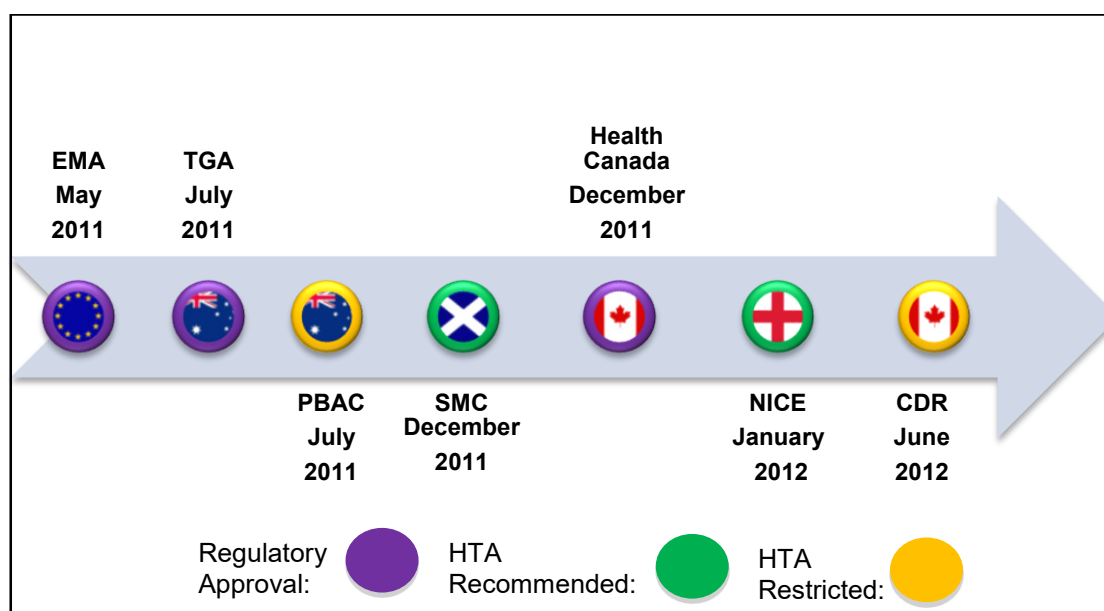 EMA
May
2011
TGA
July
2011
Health
Canada
December
2011
PBAC
July
2011
SMC
December
2011
NICE
January
2012
CDR
June
2012
Regulatory
Approval:
HTA
Recommended:
HTA
Restricted: